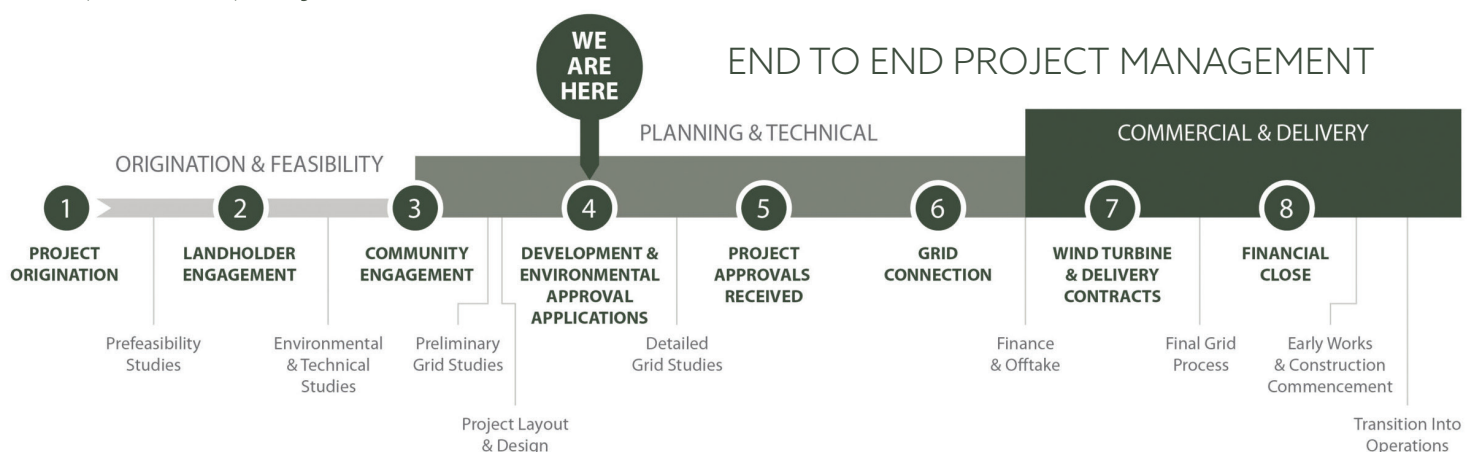 WE
ARE
HERE
END TO END PROJECT MANAGEMENT
ORIGINATION & FEASIBILITY
PLANNING & TECHNICAL
COMMERCIAL & DELIVERY
1
2
3
4
5
6
7
8
PROJECT
ORIGINATION
LANDHOLDER
ENGAGEMENT
COMMUNITY
ENGAGEMENT
DEVELOPMENT &
ENVIRONMENTAL
APPROVAL
APPLICATIONS
PROJECT
APPROVALS
RECEIVED
GRID
CONNECTION
WIND TURBINE
& DELIVERY
CONTRACTS
FINANCIAL
CLOSE
Prefeasibility
Studies
Environmental
& Technical
Studies
Preliminary
Grid Studies
Project Layout
& Design
Detailed
Grid Studies
Finance
& Offtake
Final Grid
Process
Early Works
& Construction
Commencement
Transition Into
Operations